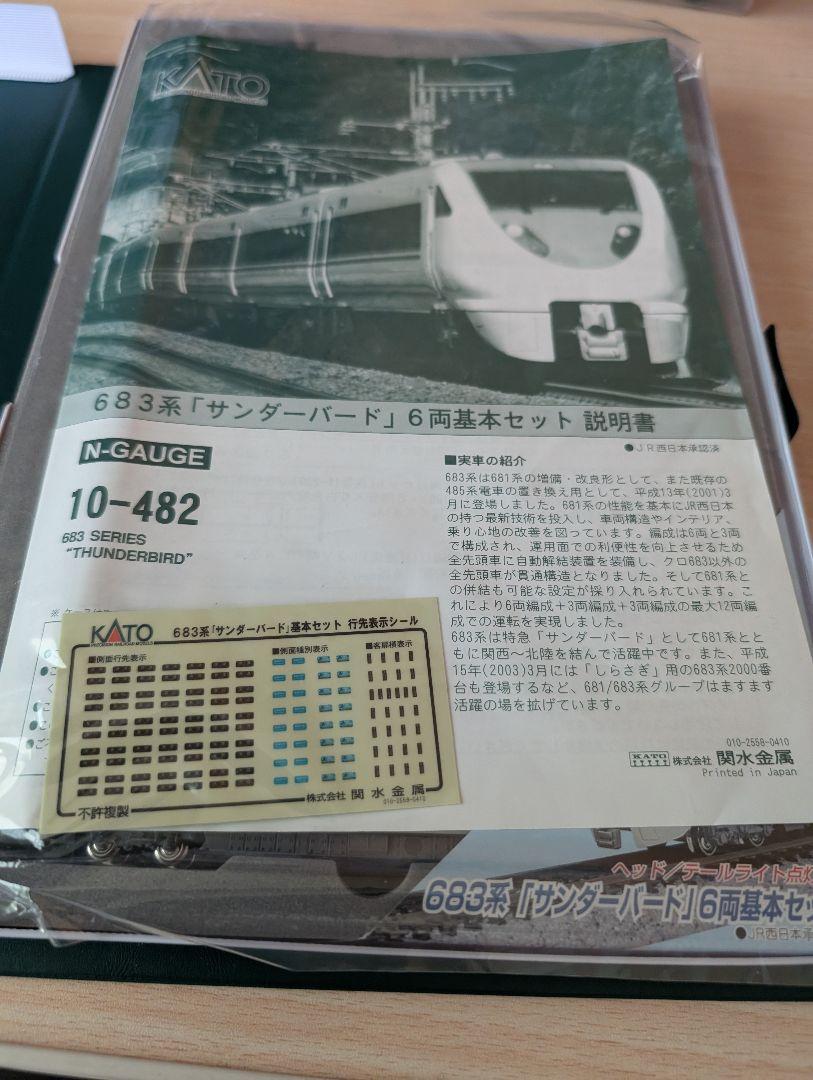 KATO
683系「サンダーバード」6両基本セット 説明書
●JR西日本承認済
N-GAUGE
10-482
683 SERIES
"THUNDERBIRD"
■実車の紹介
683系は681系の増備・改良形として、また既存の
485系電車の置き換え用として、平成13年(2001)3
月に登場しました。681系の性能を基本にJR西日本
の持つ最新技術を投入し、車両構造やインテリア、
乗り心地の改善を図っています。編成は6両と3両
で構成され、運用面での利便性を向上させるため
全先頭車に自動解結装置を装備し、クロ683以外の
全先頭車が貫通構造となりました。そして681系と
の併結も可能な設定が採り入れられています。こ
れにより6両編成+3両編成+3両編成の最大12両編
成での運転を実現しました。
683系は特急「サンダーバード」として681系とと
もに関西～北陸を結んで活躍中です。また、平成
15年(2003)3月には「しらさぎ」用の683系2000番
台も登場するなど、681/683系グループはますます
活躍の場を拡げています。
010-2558-0410
KATO 株式会社 関水金属
Printed in Japan
KATO
PRECISION RAILROAD MODELS
683系「サンダーバード」基本セット 行先表示シール
■側面行先表示
■側面種別表示
■客扉横表示
不許複製
株式会社 関水金属
010-2558-0410
ヘッド/テールライト点灯
683系「サンダーバード」6両基本セッ
●JR西日本承